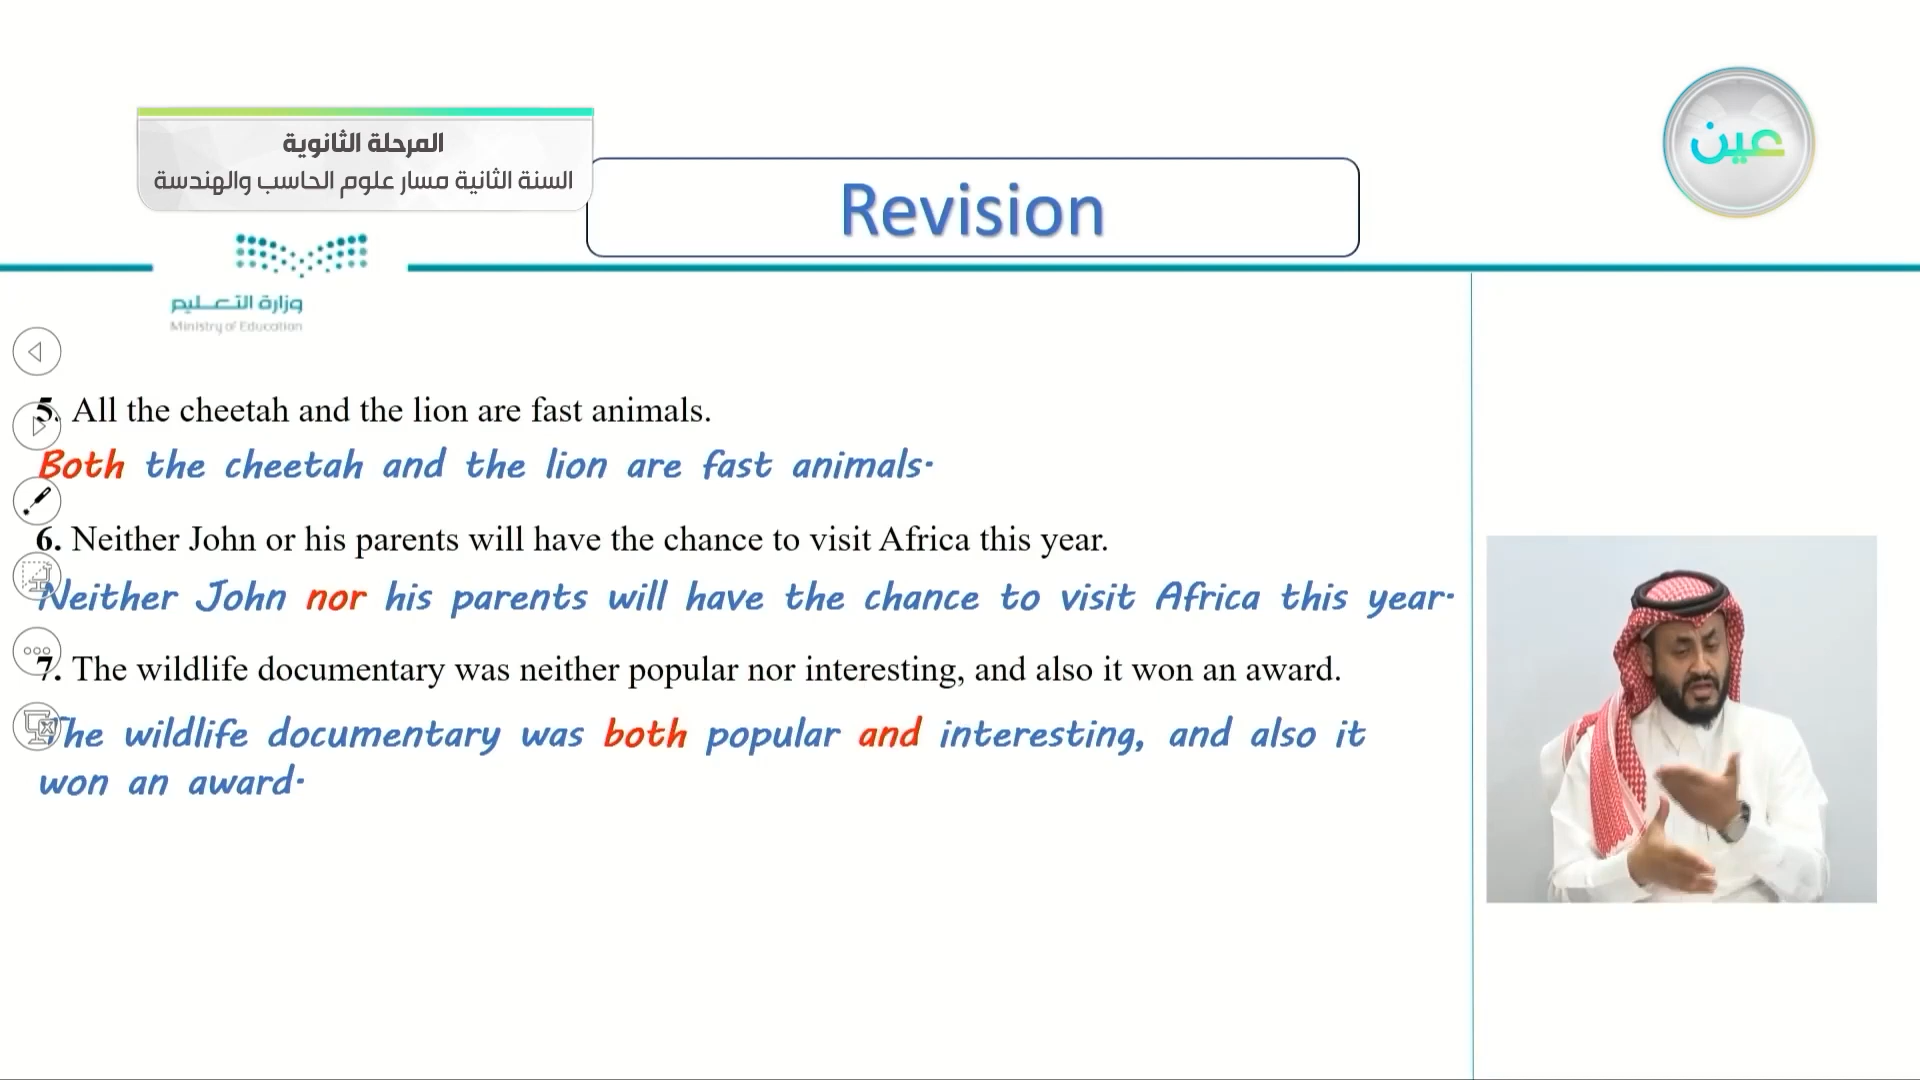 المرحلة الثانوية
السنة الثانية مسار علوم الحاسب والهندسة
عين
Revision
وزارة التعليم
Ministry of Education
5. All the cheetah and the lion are fast animals.
Both the cheetah and the lion are fast animals.
6. Neither John or his parents will have the chance to visit Africa this year.
Neither John nor his parents will have the chance to visit Africa this year.
7. The wildlife documentary was neither popular nor interesting, and also it won an award.
The wildlife documentary was both popular and interesting, and also it
won an award.